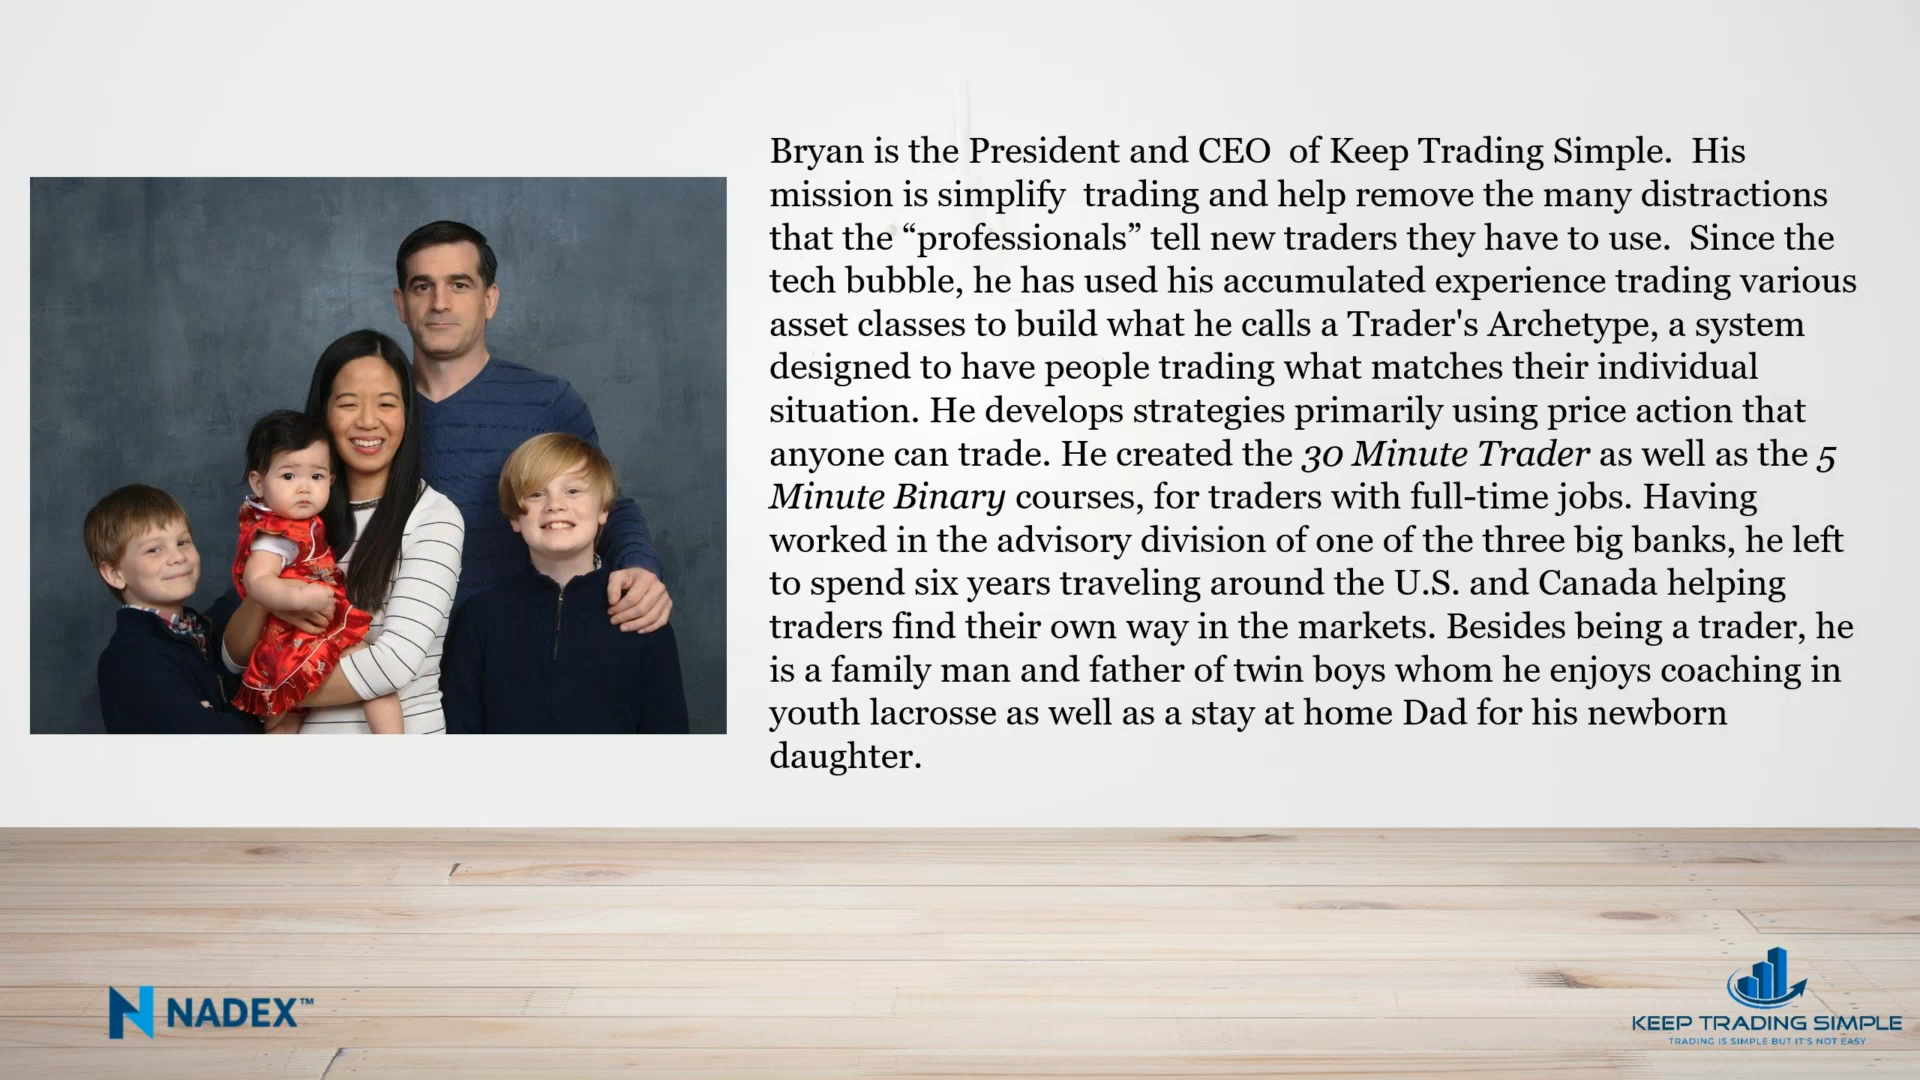 Bryan is the President and CEO  of Keep Trading Simple.  His
mission is simplify  trading and help remove the many distractions
that the “professionals” tell new traders they have to use.  Since the
tech bubble, he has used his accumulated experience trading various
asset classes to build what he calls a Trader's Archetype, a system
designed to have people trading what matches their individual
situation. He develops strategies primarily using price action that
anyone can trade. He created the 30 Minute Trader as well as the 5
Minute Binary courses, for traders with full-time jobs. Having
worked in the advisory division of one of the three big banks, he left
to spend six years traveling around the U.S. and Canada helping
traders find their own way in the markets. Besides being a trader, he
is a family man and father of twin boys whom he enjoys coaching in
youth lacrosse as well as a stay at home Dad for his newborn
daughter.
NADEX™
KEEP TRADING SIMPLE
TRADING IS SIMPLE BUT IT'S NOT EASY